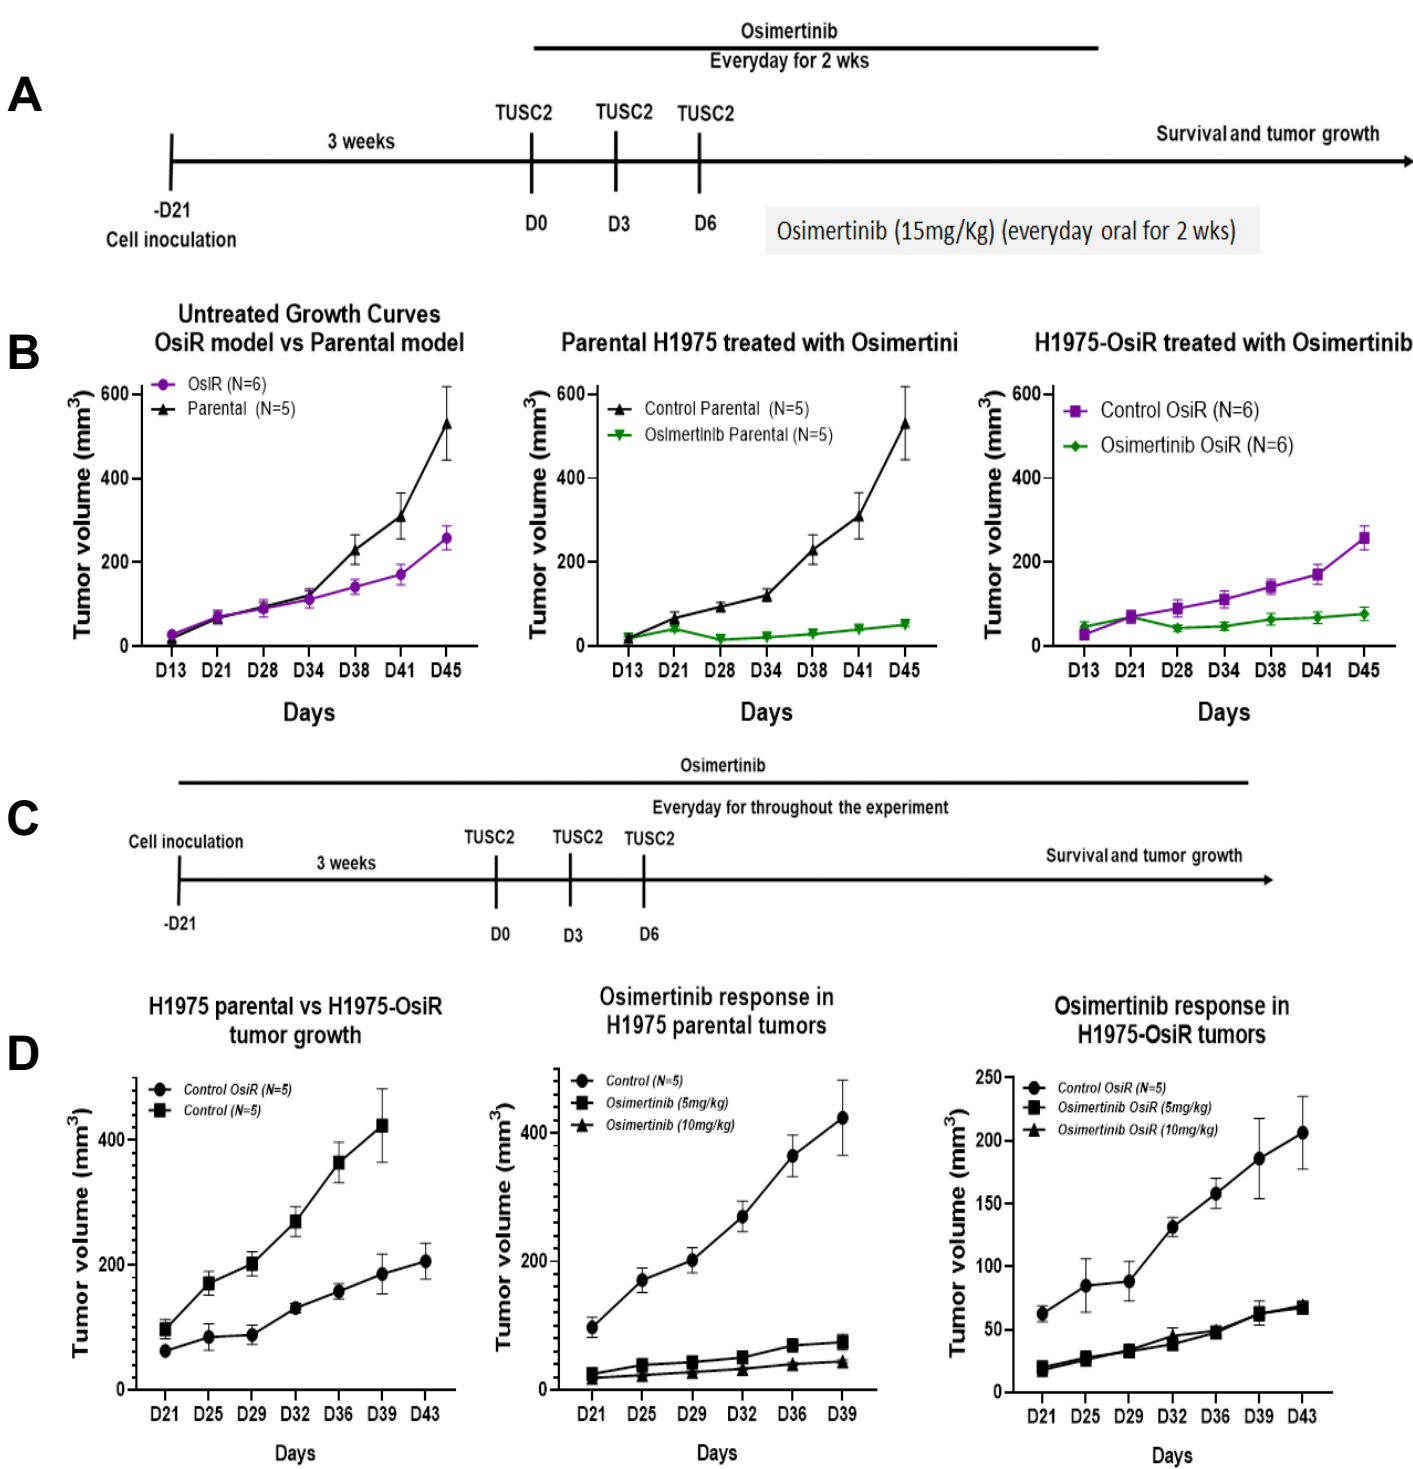 A
Osimertinib
Everyday for 2 wks
TUSC2 TUSC2 TUSC2
3 weeks
Survival and tumor growth
-D21
D0 D3 D6
Cell inoculation
Osimertinib (15mg/Kg) (everyday oral for 2 wks)
B
Untreated Growth Curves
OsiR model vs Parental model
OsiR (N=6)
Parental (N=5)
Tumor volume (mm3)
600
400
200
0
D13 D21 D28 D34 D38 D41 D45
Days
Parental H1975 treated with Osimertini
Control Parental (N=5)
Osimertinib Parental (N=5)
Tumor volume (mm3)
600
400
200
0
D13 D21 D28 D34 D38 D41 D45
Days
H1975-OsiR treated with Osimertinib
Control OsiR (N=6)
Osimertinib OsiR (N=6)
Tumor volume (mm3)
600
400
200
0
D13 D21 D28 D34 D38 D41 D45
Days
C
Osimertinib
Everyday for throughout the experiment
Cell inoculation
TUSC2 TUSC2 TUSC2
3 weeks
Survival and tumor growth
-D21
D0 D3 D6
D
H1975 parental vs H1975-OsiR
tumor growth
Control OsiR (N=5)
Control (N=5)
Tumor volume (mm3)
400
200
0
D21 D25 D29 D32 D36 D39 D43
Days
Osimertinib response in
H1975 parental tumors
Control (N=5)
Osimertinib (5mg/kg)
Osimertinib (10mg/kg)
Tumor volume (mm3)
400
200
0
D21 D25 D29 D32 D36 D39
Days
Osimertinib response in
H1975-OsiR tumors
Control OsiR (N=5)
Osimertinib OsiR (5mg/kg)
Osimertinib OsiR (10mg/kg)
Tumor volume (mm3)
250
200
150
100
50
0
D21 D25 D29 D32 D36 D39 D43
Days